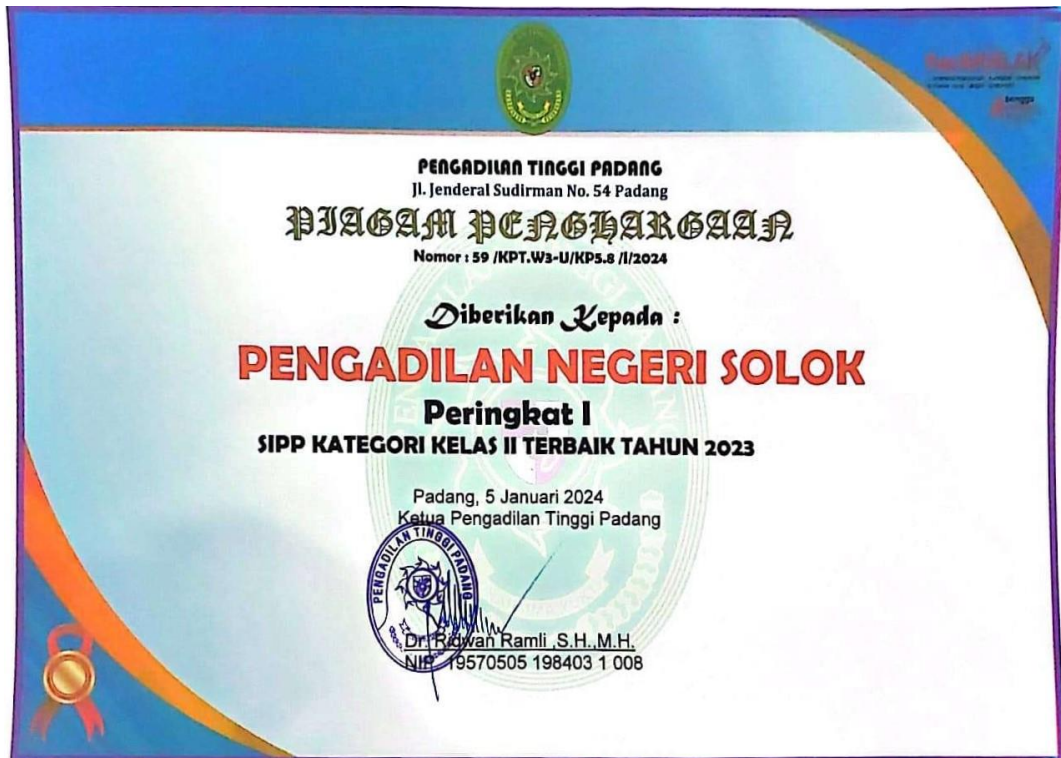 PENGADILAN TINGGI PADANG
Jl. Jenderal Sudirman No. 54 Padang
PIAGAM PENGHARGAAN
Nomor : 59 /KPT.W3-U/KP5.8 /I/2024
Diberikan Kepada :
PENGADILAN NEGERI SOLOK
Peringkat I
SIPP KATEGORI KELAS II TERBAIK TAHUN 2023
Padang, 5 Januari 2024
Ketua Pengadilan Tinggi Padang
PENGADILAN TINGGI PADANG
Dr. Ridwan Ramli ,S.H.,M.H.
NIP 19570505 198403 1 008